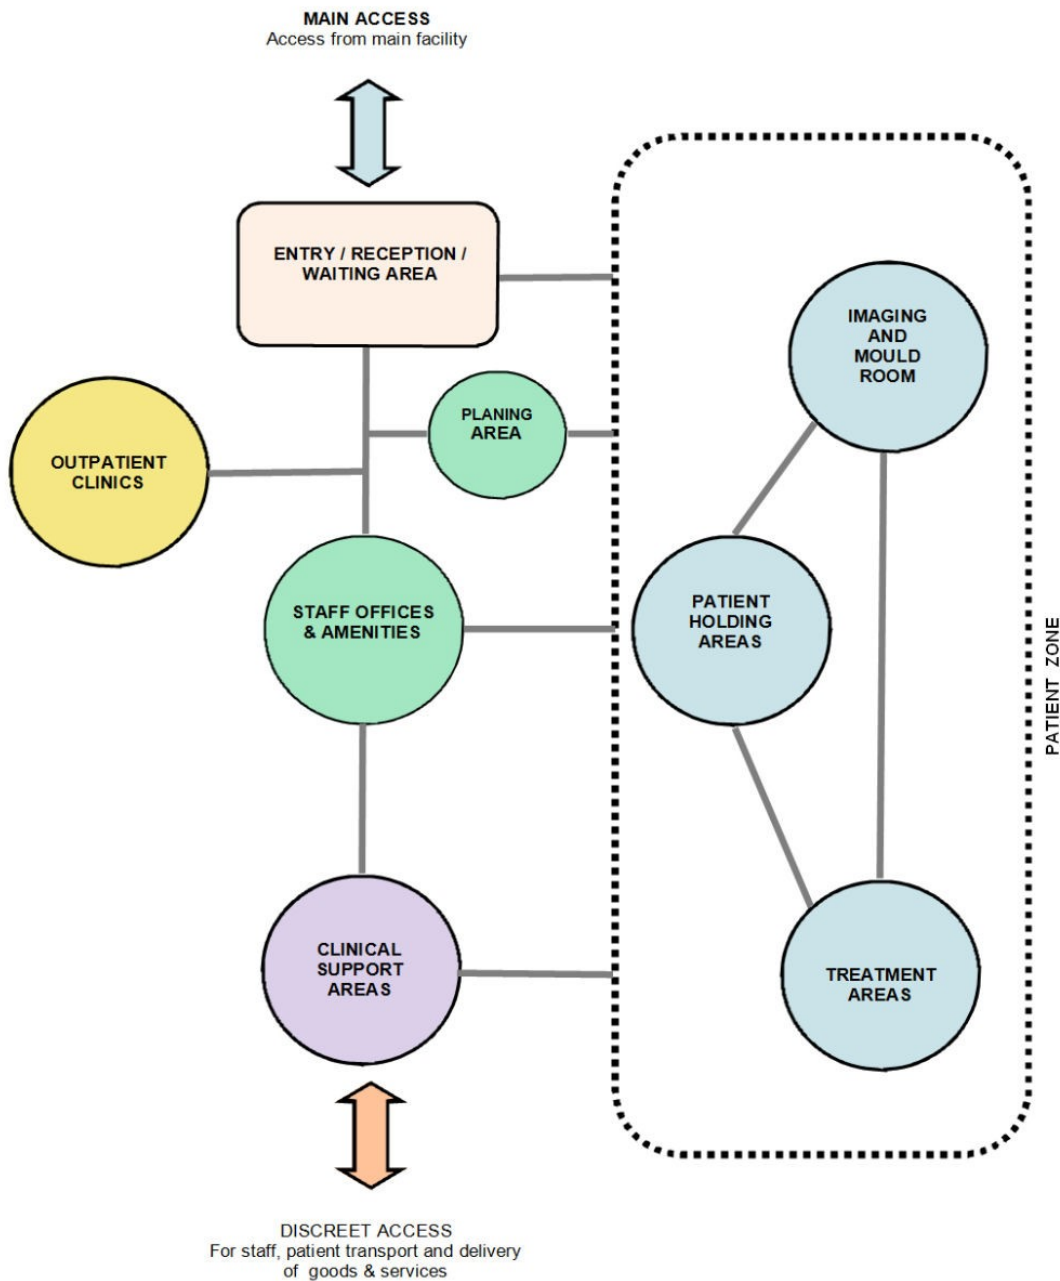 MAIN ACCESS
Access from main facility
ENTRY / RECEPTION /
WAITING AREA
IMAGING
AND
MOULD
ROOM
PLANING
AREA
OUTPATIENT
CLINICS
STAFF OFFICES
& AMENITIES
PATIENT
HOLDING
AREAS
PATIENT ZONE
CLINICAL
SUPPORT
AREAS
TREATMENT
AREAS
DISCREET ACCESS
For staff, patient transport and delivery
of goods & services